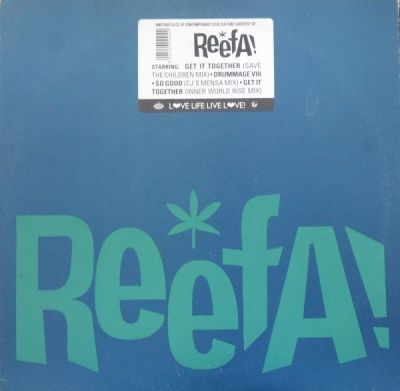 ANOTHER SLICE OF CONTEMPORARY CLUB CULTURE COURTESY OF
ReefA!
STARRING: GET IT TOGETHER (SAVE
THE CHILDREN MIX) • DRUMMAGE VIII
• SO GOOD (CJ'S MENSA MIX) • GET IT
TOGETHER (INNER WORLD RISE MIX)
LOVE LIFE LIVE LOVE!
ReefA!